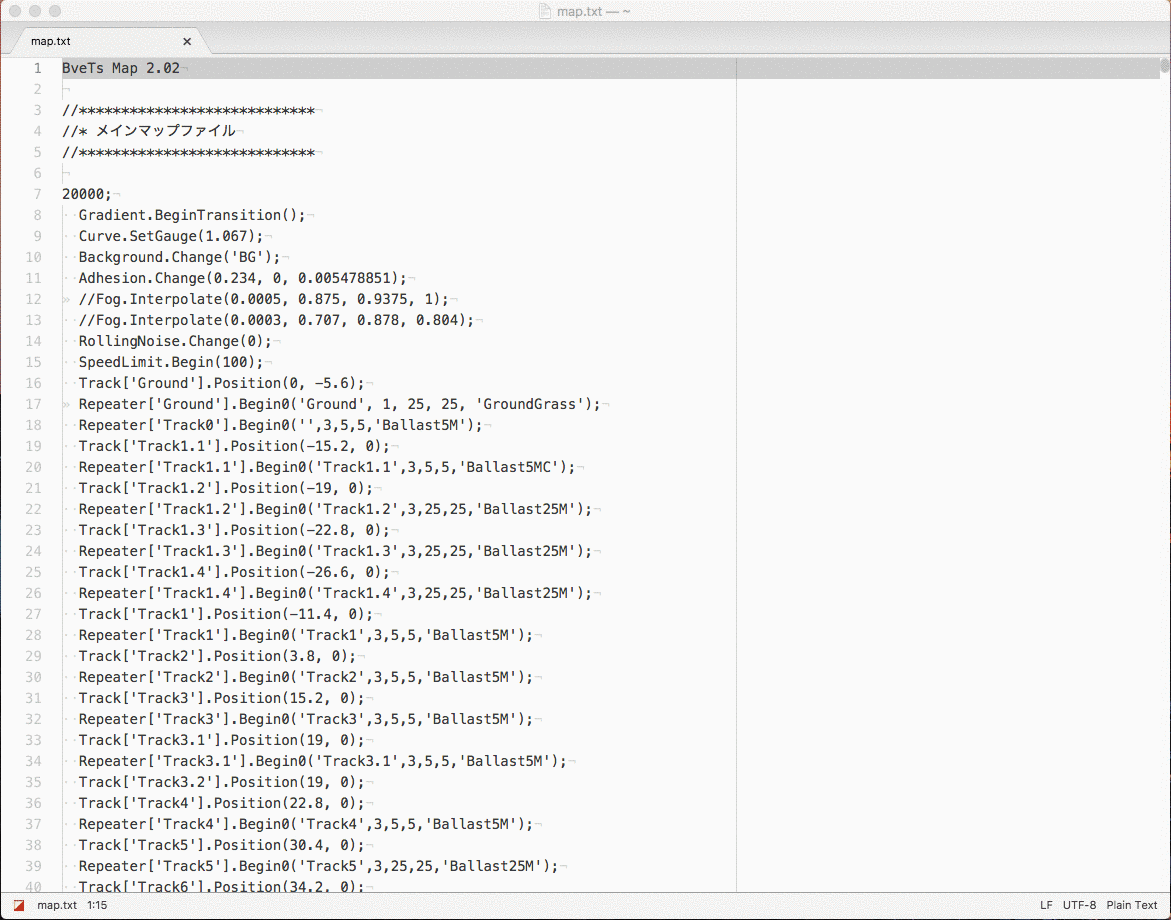 map.txt — ~
map.txt ×
1 BveTs Map 2.02¬
2 ¬
3 //****************************¬
4 //* メインマップファイル¬
5 //****************************¬
6 ¬
7 20000;¬
8 ··Gradient.BeginTransition();¬
9 ··Curve.SetGauge(1.067);¬
10 ··Background.Change('BG');¬
11 ··Adhesion.Change(0.234, 0, 0.005478851);¬
12 » //Fog.Interpolate(0.0005, 0.875, 0.9375, 1);¬
13 ··//Fog.Interpolate(0.0003, 0.707, 0.878, 0.804);¬
14 ··RollingNoise.Change(0);¬
15 ··SpeedLimit.Begin(100);¬
16 ··Track['Ground'].Position(0, -5.6);¬
17 » Repeater['Ground'].Begin0('Ground', 1, 25, 25, 'GroundGrass');¬
18 ··Repeater['Track0'].Begin0('',3,5,5,'Ballast5M');¬
19 ··Track['Track1.1'].Position(-15.2, 0);¬
20 ··Repeater['Track1.1'].Begin0('Track1.1',3,5,5,'Ballast5MC');¬
21 ··Track['Track1.2'].Position(-19, 0);¬
22 ··Repeater['Track1.2'].Begin0('Track1.2',3,25,25,'Ballast25M');¬
23 ··Track['Track1.3'].Position(-22.8, 0);¬
24 ··Repeater['Track1.3'].Begin0('Track1.3',3,25,25,'Ballast25M');¬
25 ··Track['Track1.4'].Position(-26.6, 0);¬
26 ··Repeater['Track1.4'].Begin0('Track1.4',3,25,25,'Ballast25M');¬
27 ··Track['Track1'].Position(-11.4, 0);¬
28 ··Repeater['Track1'].Begin0('Track1',3,5,5,'Ballast5M');¬
29 ··Track['Track2'].Position(3.8, 0);¬
30 ··Repeater['Track2'].Begin0('Track2',3,5,5,'Ballast5M');¬
31 ··Track['Track3'].Position(15.2, 0);¬
32 ··Repeater['Track3'].Begin0('Track3',3,5,5,'Ballast5M');¬
33 ··Track['Track3.1'].Position(19, 0);¬
34 ··Repeater['Track3.1'].Begin0('Track3.1',3,5,5,'Ballast5M');¬
35 ··Track['Track3.2'].Position(19, 0);¬
36 ··Track['Track4'].Position(22.8, 0);¬
37 ··Repeater['Track4'].Begin0('Track4',3,5,5,'Ballast5M');¬
38 ··Track['Track5'].Position(30.4, 0);¬
39 ··Repeater['Track5'].Begin0('Track5',3,25,25,'Ballast25M');¬
40 ··Track['Track6'].Position(34.2, 0);¬
map.txt 1:15 LF UTF-8 Plain Text